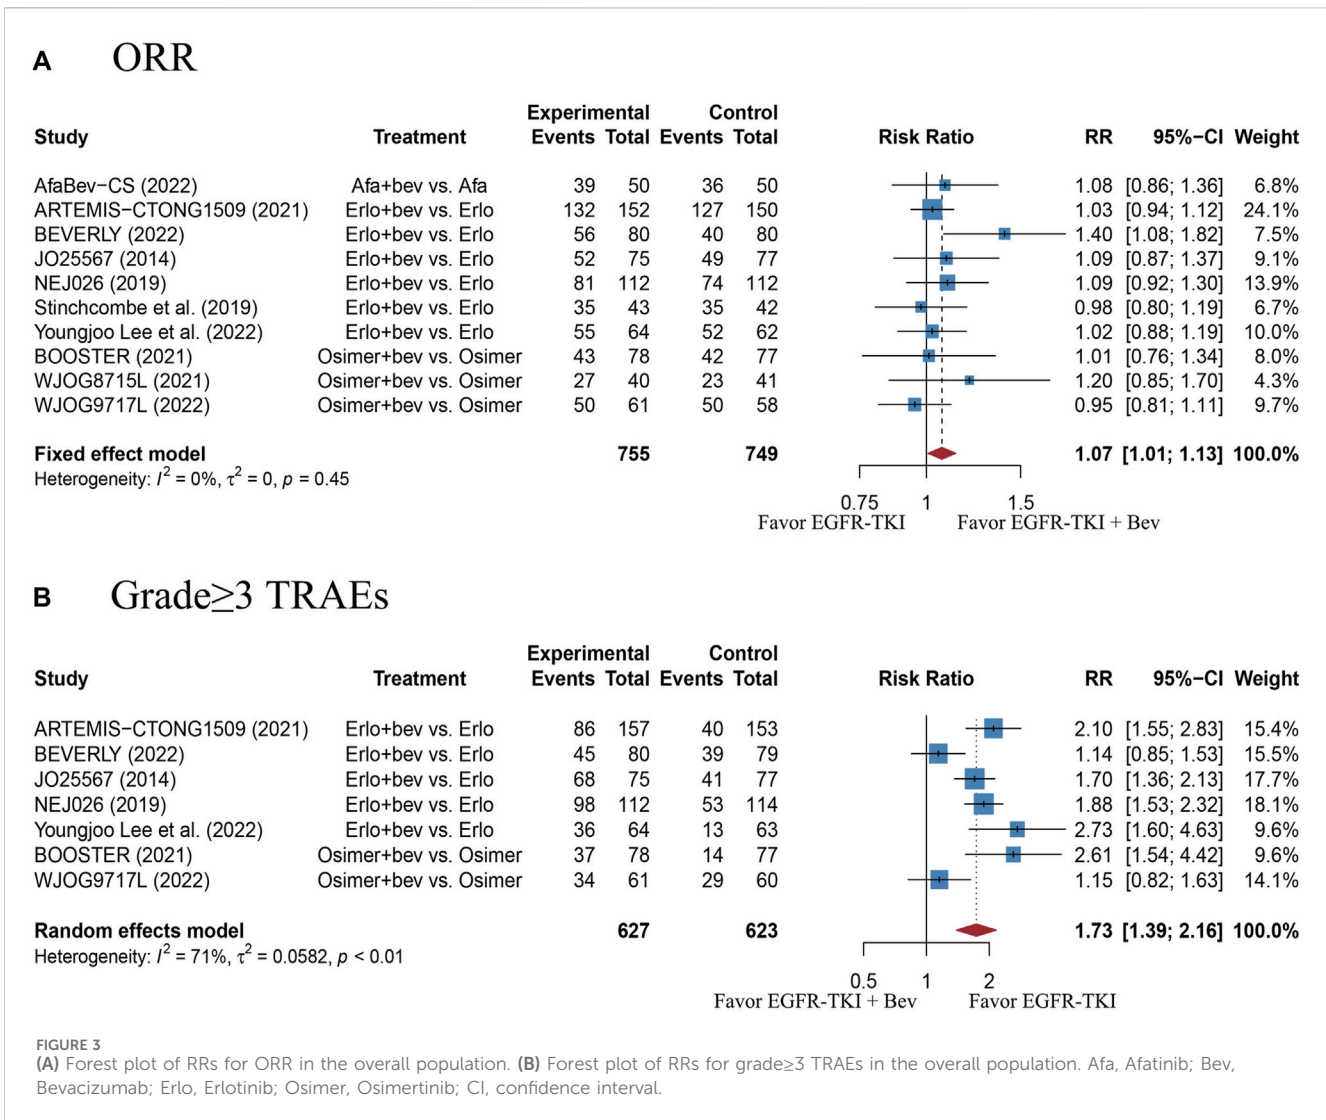 A ORR
Experimental Control
Study Treatment Events Total Events Total Risk Ratio RR 95%−CI Weight
AfaBev−CS (2022) Afa+bev vs. Afa 39 50 36 50 1.08 [0.86; 1.36] 6.8%
ARTEMIS−CTONG1509 (2021) Erlo+bev vs. Erlo 132 152 127 150 1.03 [0.94; 1.12] 24.1%
BEVERLY (2022) Erlo+bev vs. Erlo 56 80 40 80 1.40 [1.08; 1.82] 7.5%
JO25567 (2014) Erlo+bev vs. Erlo 52 75 49 77 1.09 [0.87; 1.37] 9.1%
NEJ026 (2019) Erlo+bev vs. Erlo 81 112 74 112 1.09 [0.92; 1.30] 13.9%
Stinchcombe et al. (2019) Erlo+bev vs. Erlo 35 43 35 42 0.98 [0.80; 1.19] 6.7%
Youngjoo Lee et al. (2022) Erlo+bev vs. Erlo 55 64 52 62 1.02 [0.88; 1.19] 10.0%
BOOSTER (2021) Osimer+bev vs. Osimer 43 78 42 77 1.01 [0.76; 1.34] 8.0%
WJOG8715L (2021) Osimer+bev vs. Osimer 27 40 23 41 1.20 [0.85; 1.70] 4.3%
WJOG9717L (2022) Osimer+bev vs. Osimer 50 61 50 58 0.95 [0.81; 1.11] 9.7%
Fixed effect model 755 749 1.07 [1.01; 1.13] 100.0%
Heterogeneity: I² = 0%, τ² = 0, p = 0.45
0.75 1 1.5
Favor EGFR-TKI Favor EGFR-TKI + Bev
B Grade≥3 TRAEs
Experimental Control
Study Treatment Events Total Events Total Risk Ratio RR 95%−CI Weight
ARTEMIS−CTONG1509 (2021) Erlo+bev vs. Erlo 86 157 40 153 2.10 [1.55; 2.83] 15.4%
BEVERLY (2022) Erlo+bev vs. Erlo 45 80 39 79 1.14 [0.85; 1.53] 15.5%
JO25567 (2014) Erlo+bev vs. Erlo 68 75 41 77 1.70 [1.36; 2.13] 17.7%
NEJ026 (2019) Erlo+bev vs. Erlo 98 112 53 114 1.88 [1.53; 2.32] 18.1%
Youngjoo Lee et al. (2022) Erlo+bev vs. Erlo 36 64 13 63 2.73 [1.60; 4.63] 9.6%
BOOSTER (2021) Osimer+bev vs. Osimer 37 78 14 77 2.61 [1.54; 4.42] 9.6%
WJOG9717L (2022) Osimer+bev vs. Osimer 34 61 29 60 1.15 [0.82; 1.63] 14.1%
Random effects model 627 623 1.73 [1.39; 2.16] 100.0%
Heterogeneity: I² = 71%, τ² = 0.0582, p < 0.01
0.5 1 2
Favor EGFR-TKI + Bev Favor EGFR-TKI
FIGURE 3
(A) Forest plot of RRs for ORR in the overall population. (B) Forest plot of RRs for grade≥3 TRAEs in the overall population. Afa, Afatinib; Bev,
Bevacizumab; Erlo, Erlotinib; Osimer, Osimertinib; CI, confidence interval.